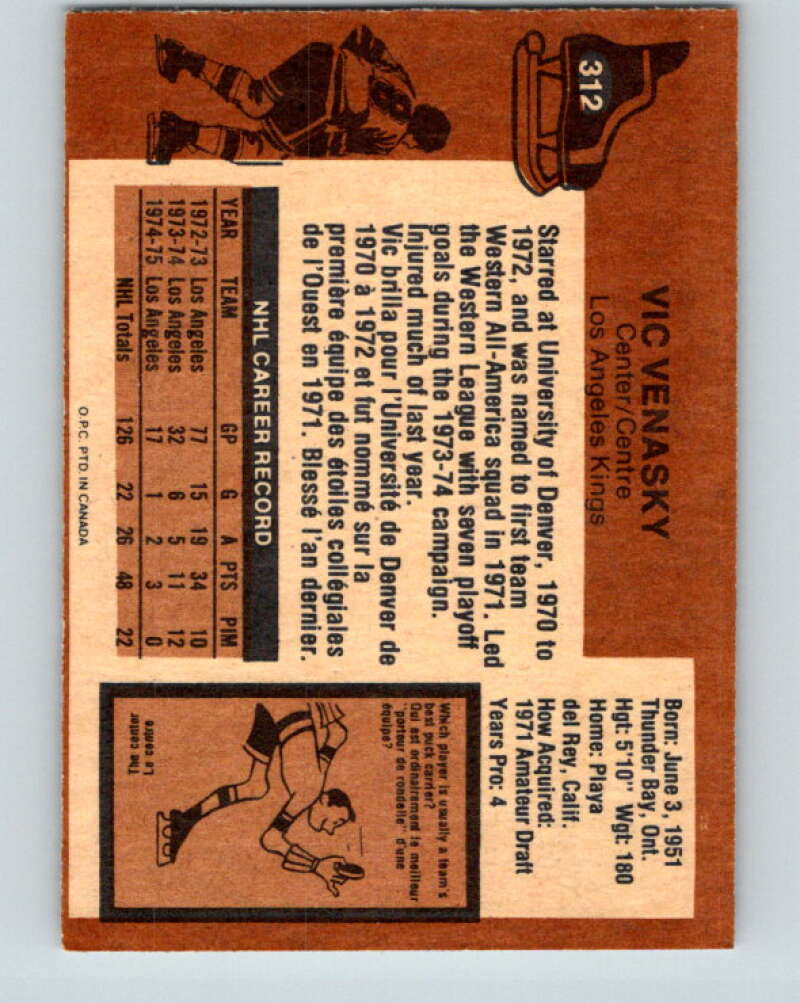 312
VIC VENASKY
Center/Centre
Los Angeles Kings
Born: June 3, 1951
Thunder Bay, Ont.
Hgt: 5'10" Wgt: 180
Home: Playa
del Rey, Calif.
How Acquired:
1971 Amateur Draft
Years Pro: 4
Starred at University of Denver, 1970 to
1972, and was named to first team
Western All-America squad in 1971. Led
the Western League with seven playoff
goals during the 1973-74 campaign.
Injured much of last year.
Vic brilla pour l'Université de Denver de
1970 à 1972 et fut nommé sur la
première équipe des étoiles collégiales
de l'Ouest en 1971. Blessé l'an dernier.
NHL CAREER RECORD
YEAR TEAM GP G A PTS PIM
1972-73 Los Angeles 77 15 19 34 10
1973-74 Los Angeles 32 6 5 11 12
1974-75 Los Angeles 17 1 2 3 0
NHL Totals 126 22 26 48 22
Which player is usually a team's
best puck carrier?
Qui est ordinairement le meilleur
"porteur de rondelle" d'une
équipe?
Le centre
The center
O.P.C. PTD. IN CANADA